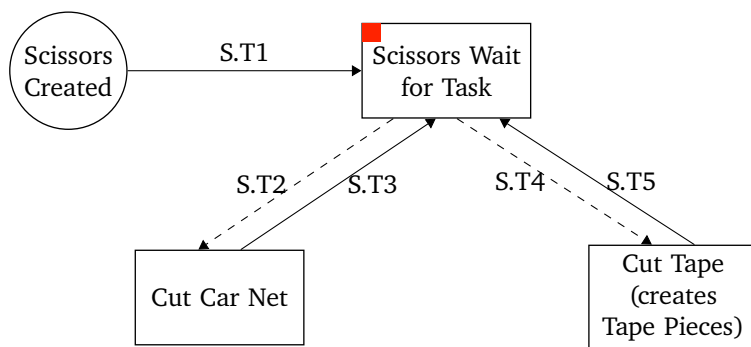 Scissors
Created
S.T1
Scissors Wait
for Task
S.T2
S.T3
S.T4
S.T5
Cut Car Net
Cut Tape
(creates
Tape Pieces)